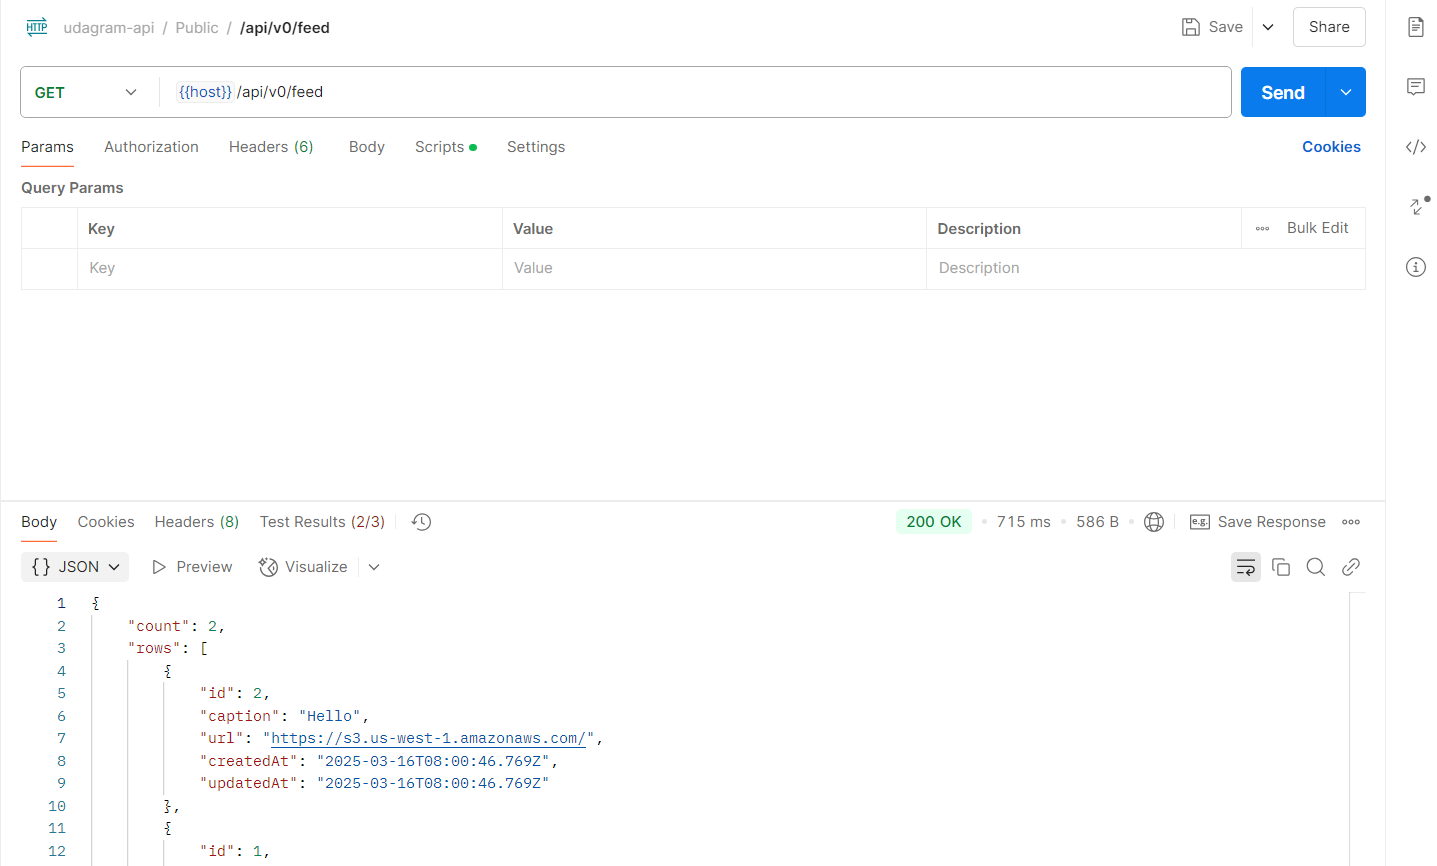 HTTP udagram-api / Public / /api/v0/feed Save Share
GET {{host}} /api/v0/feed Send
Params Authorization Headers (6) Body Scripts Settings Cookies
Query Params
Key Value Description Bulk Edit
Key Value Description
Body Cookies Headers (8) Test Results (2/3) 200 OK 715 ms 586 B e.g. Save Response
{} JSON Preview Visualize
1 {
2 "count": 2,
3 "rows": [
4 {
5 "id": 2,
6 "caption": "Hello",
7 "url": "https://s3.us-west-1.amazonaws.com/",
8 "createdAt": "2025-03-16T08:00:46.769Z",
9 "updatedAt": "2025-03-16T08:00:46.769Z"
10 },
11 {
12 "id": 1,